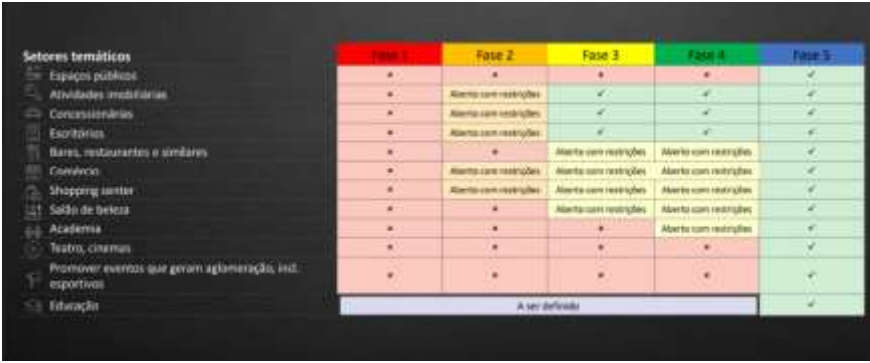 Setores temáticos Fase 1 Fase 2 Fase 3 Fase 4 Fase 5
Espaços públicos × × × × ✓
Atividades imobiliárias × Aberto com restrições ✓ ✓ ✓
Concessionárias × Aberto com restrições ✓ ✓ ✓
Escritórios × Aberto com restrições ✓ ✓ ✓
Bares, restaurantes e similares × × Aberto com restrições Aberto com restrições ✓
Comércio × Aberto com restrições Aberto com restrições Aberto com restrições ✓
Shopping center × Aberto com restrições Aberto com restrições Aberto com restrições ✓
Salão de beleza × × Aberto com restrições Aberto com restrições ✓
Academia × × × Aberto com restrições ✓
Teatro, cinemas × × × × ✓
Promover eventos que geram aglomeração, incl.
esportivos × × × × ✓
Educação A ser definido ✓